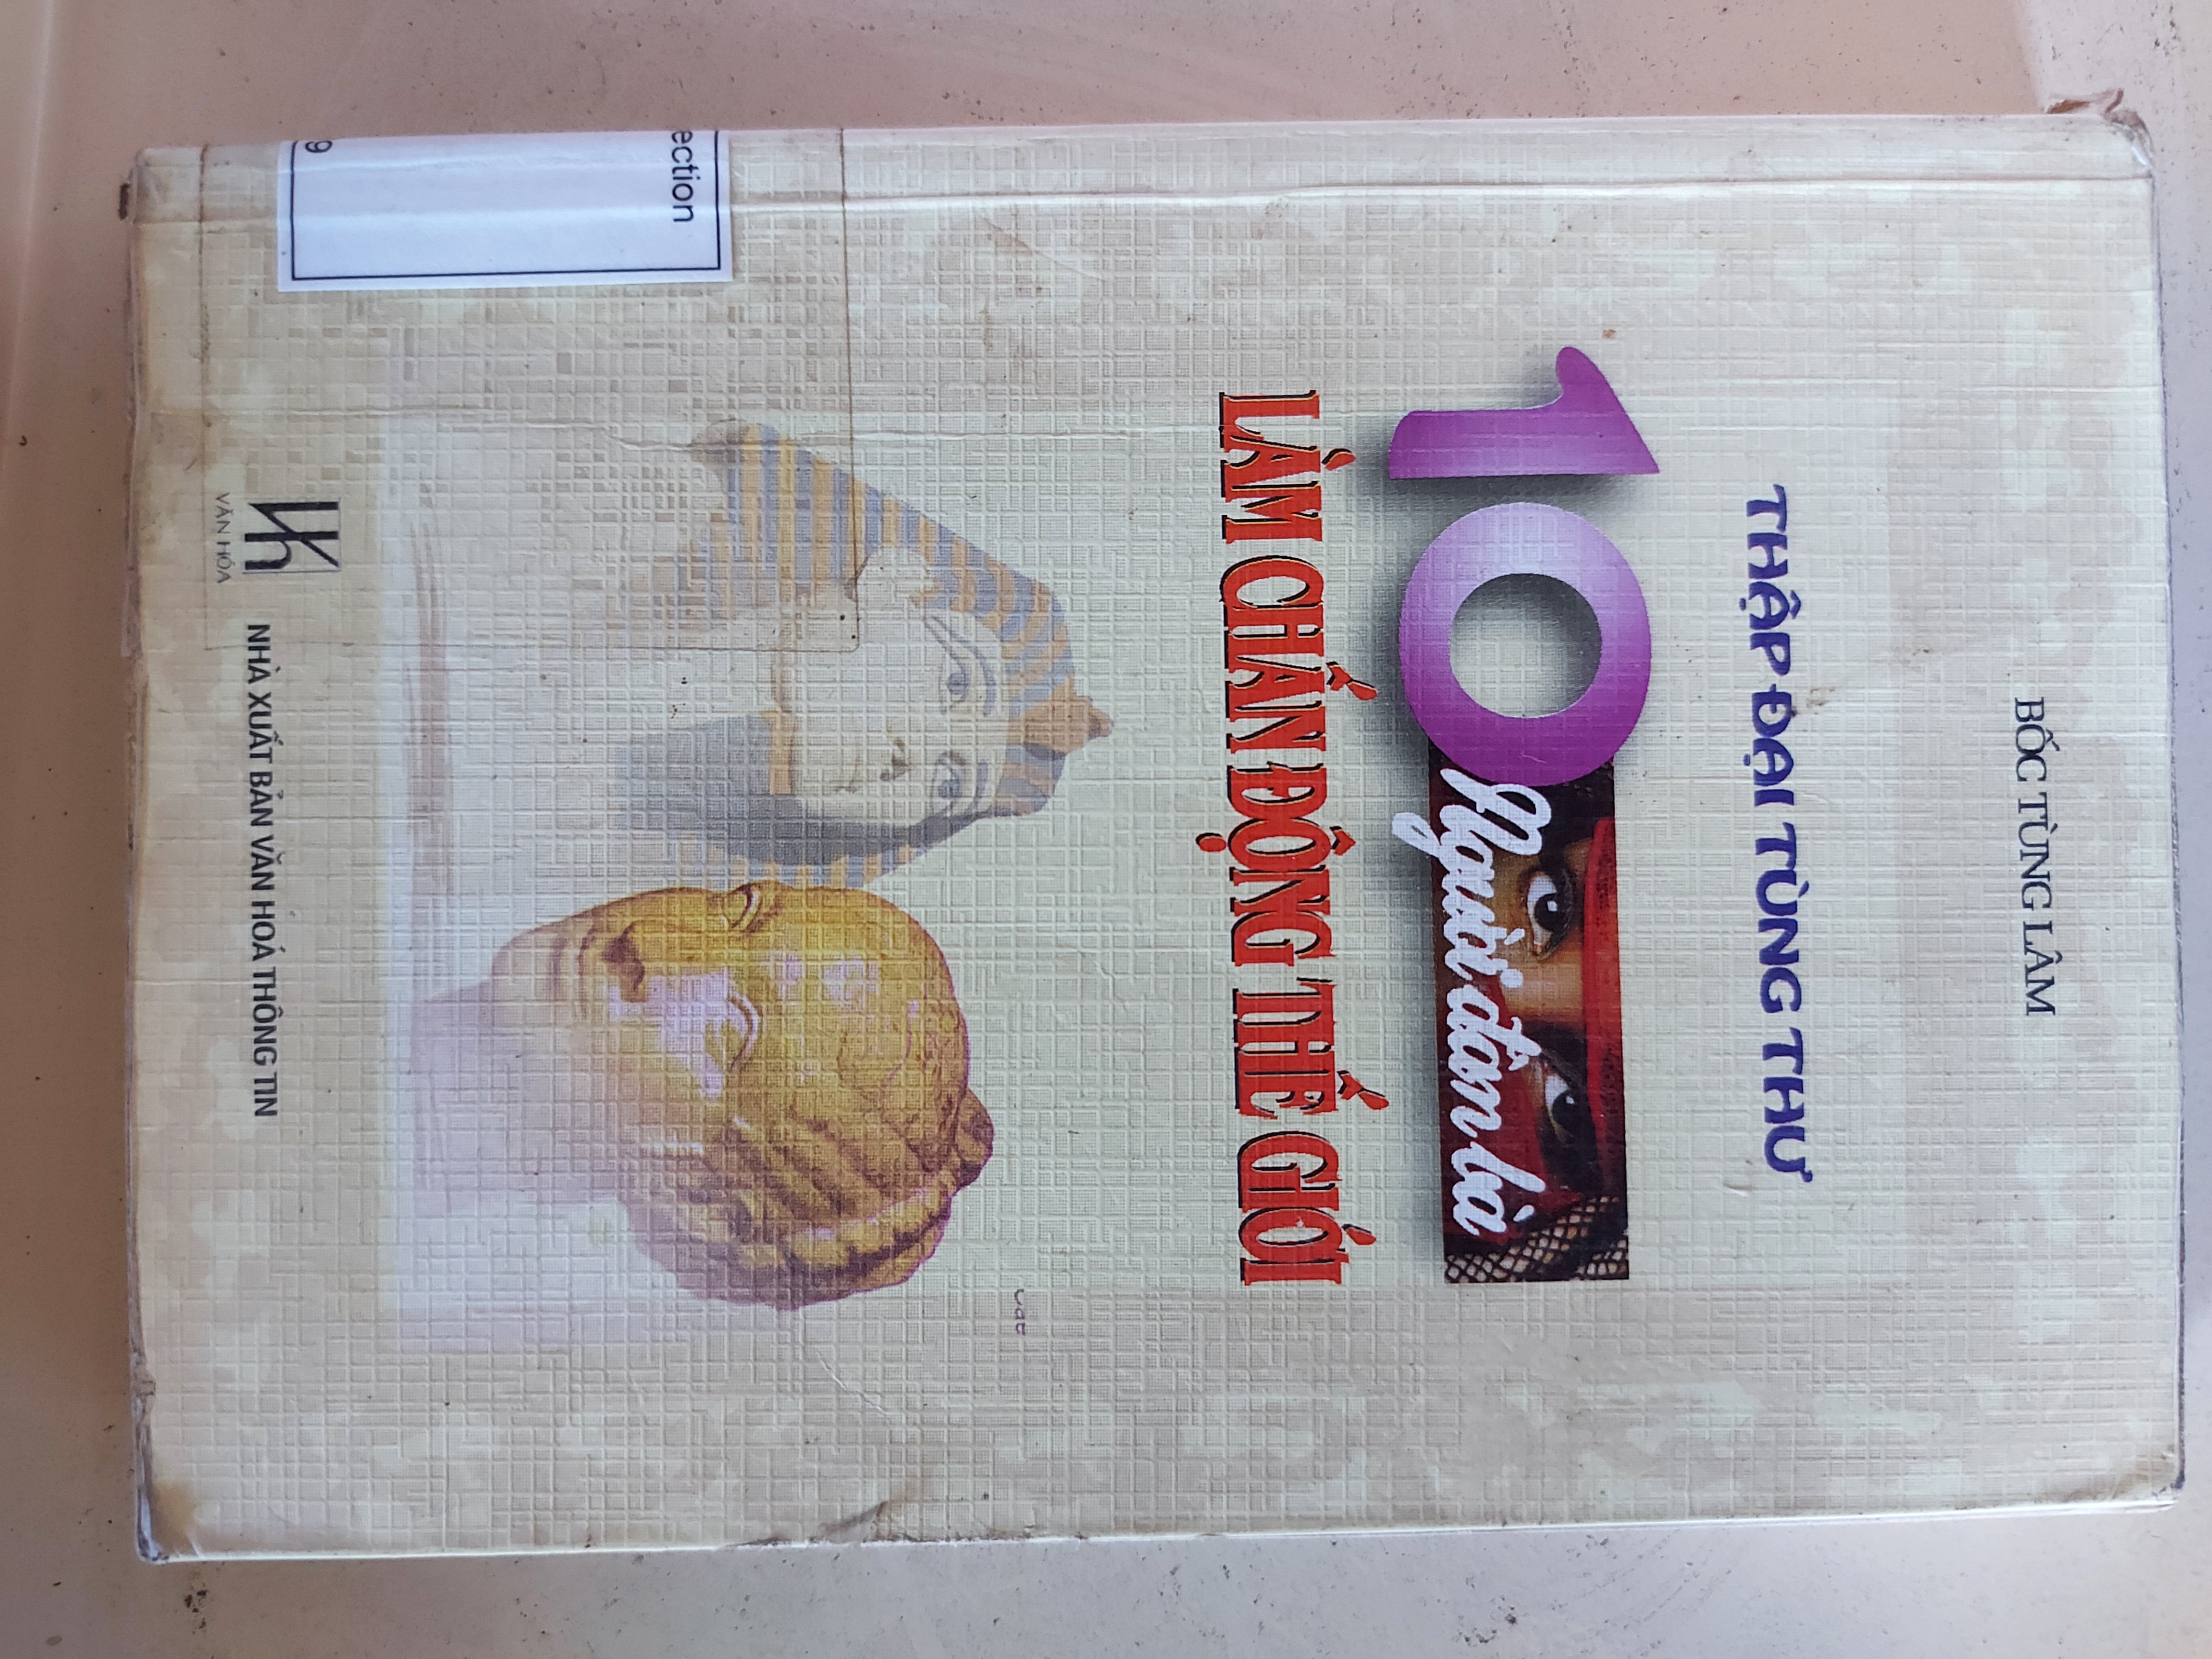 BỐC TÙNG LÂM
THẬP ĐẠI TÙNG THƯ
10 Người đàn bà
LÀM CHẤN ĐỘNG THẾ GIỚI
ection
9
VĂN HÓA
NHÀ XUẤT BẢN VĂN HOÁ THÔNG TIN